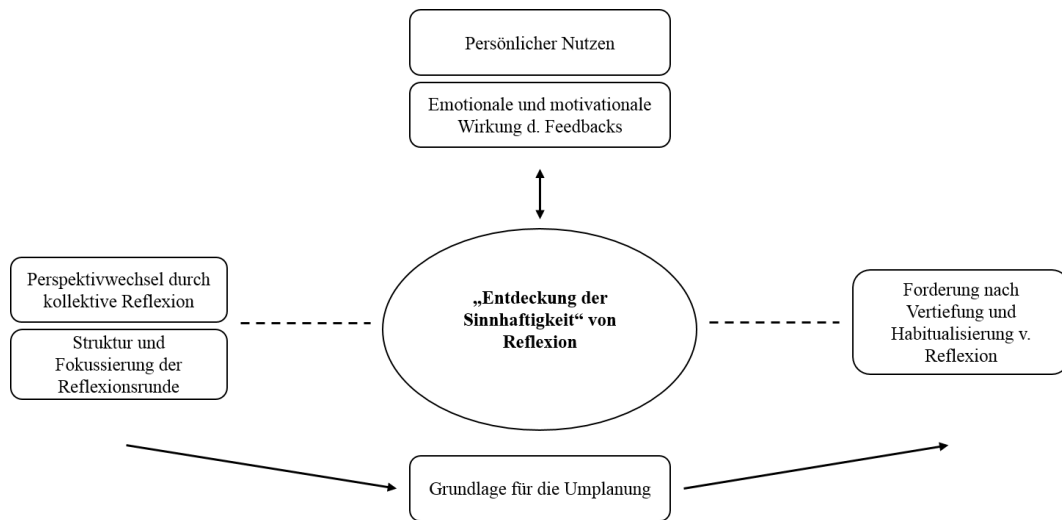 Persönlicher Nutzen
Emotionale und motivationale
Wirkung d. Feedbacks
Perspektivwechsel durch
kollektive Reflexion
Struktur und
Fokussierung der
Reflexionsrunde
„Entdeckung der
Sinnhaftigkeit“ von
Reflexion
Forderung nach
Vertiefung und
Habitualisierung v.
Reflexion
Grundlage für die Umplanung